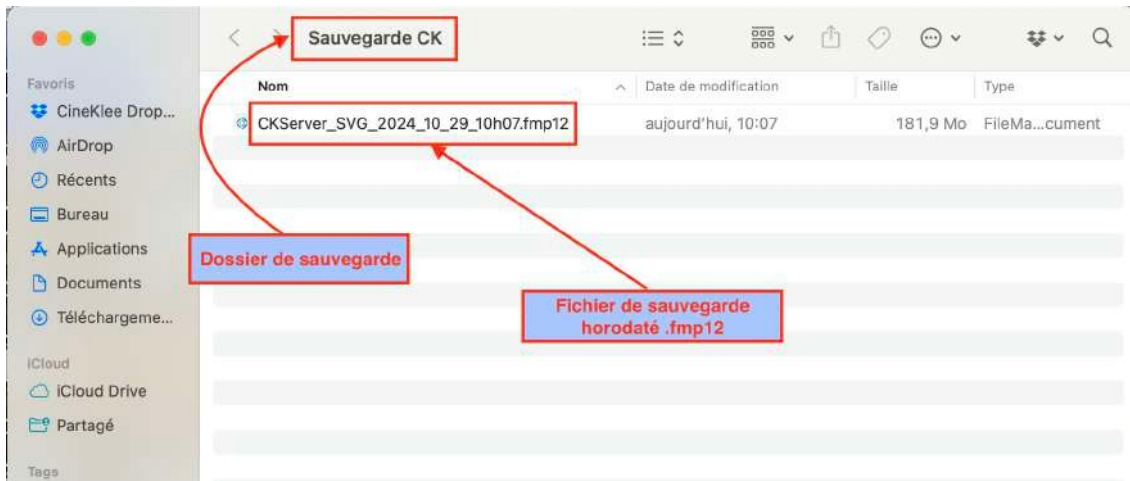 Sauvegarde CK
Favoris
CineKlee Drop...
AirDrop
Récents
Bureau
Applications
Documents
Téléchargeme...
iCloud
iCloud Drive
Partagé
Tags
Nom Date de modification Taille Type
CKServer_SVG_2024_10_29_10h07.fmp12 aujourd'hui, 10:07 181,9 Mo FileMa...cument
Dossier de sauvegarde
Fichier de sauvegarde
horodaté .fmp12